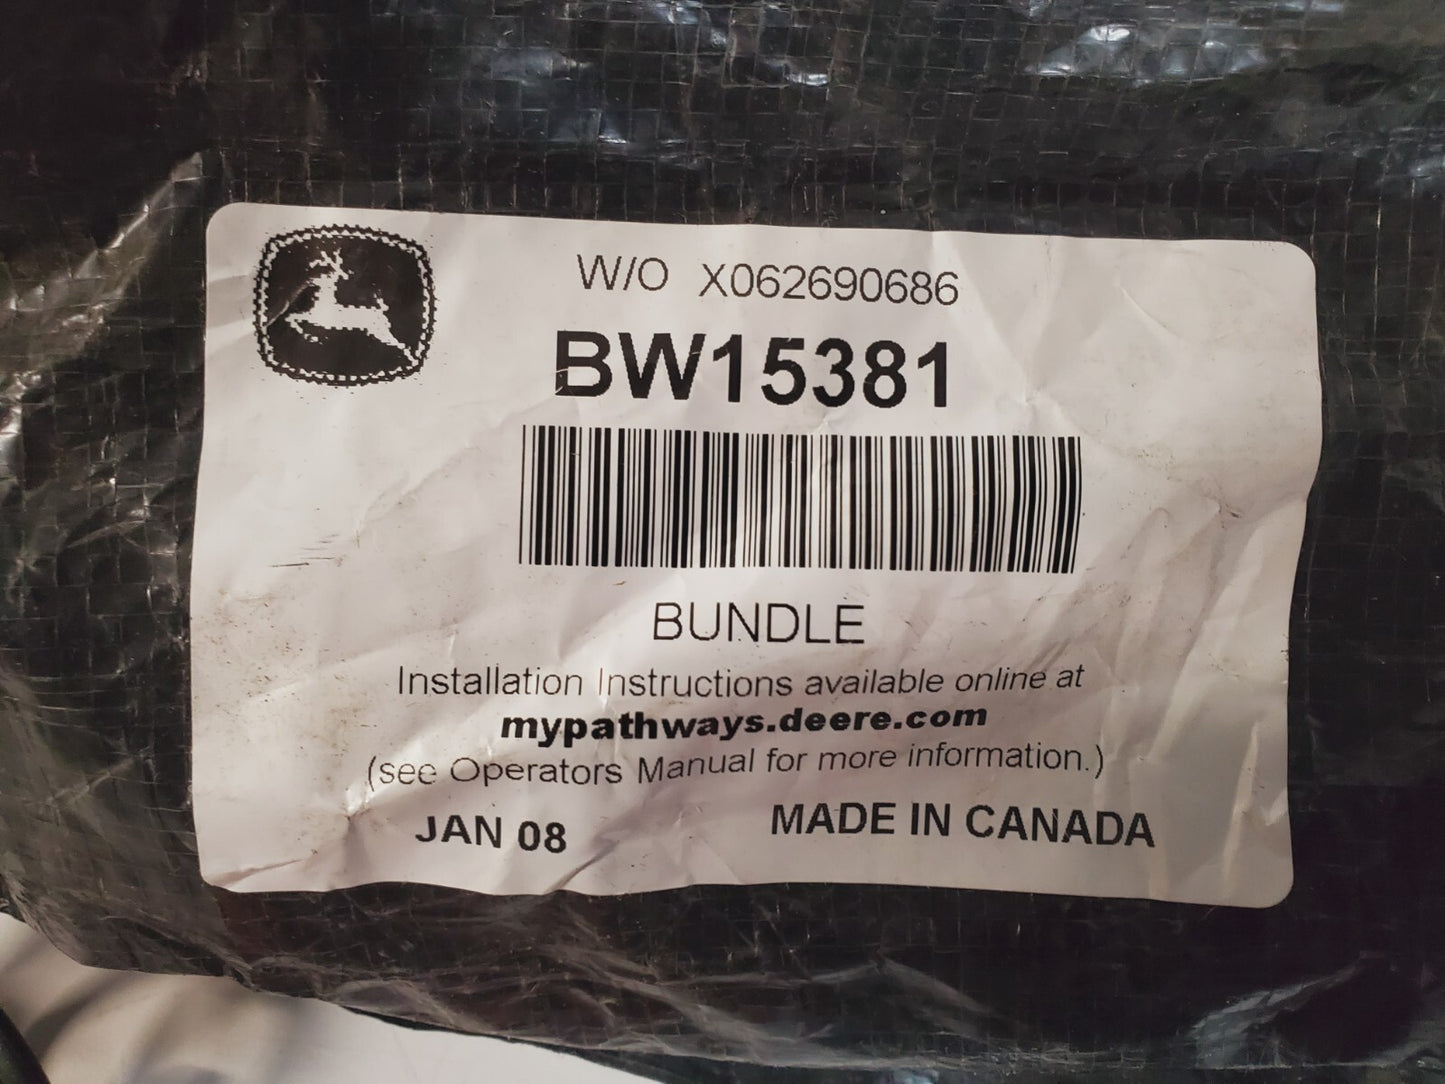 W/O X062690686
BW15381
BUNDLE
Installation Instructions available online at
mypathways.deere.com
(see Operators Manual for more information.)
JAN 08 MADE IN CANADA